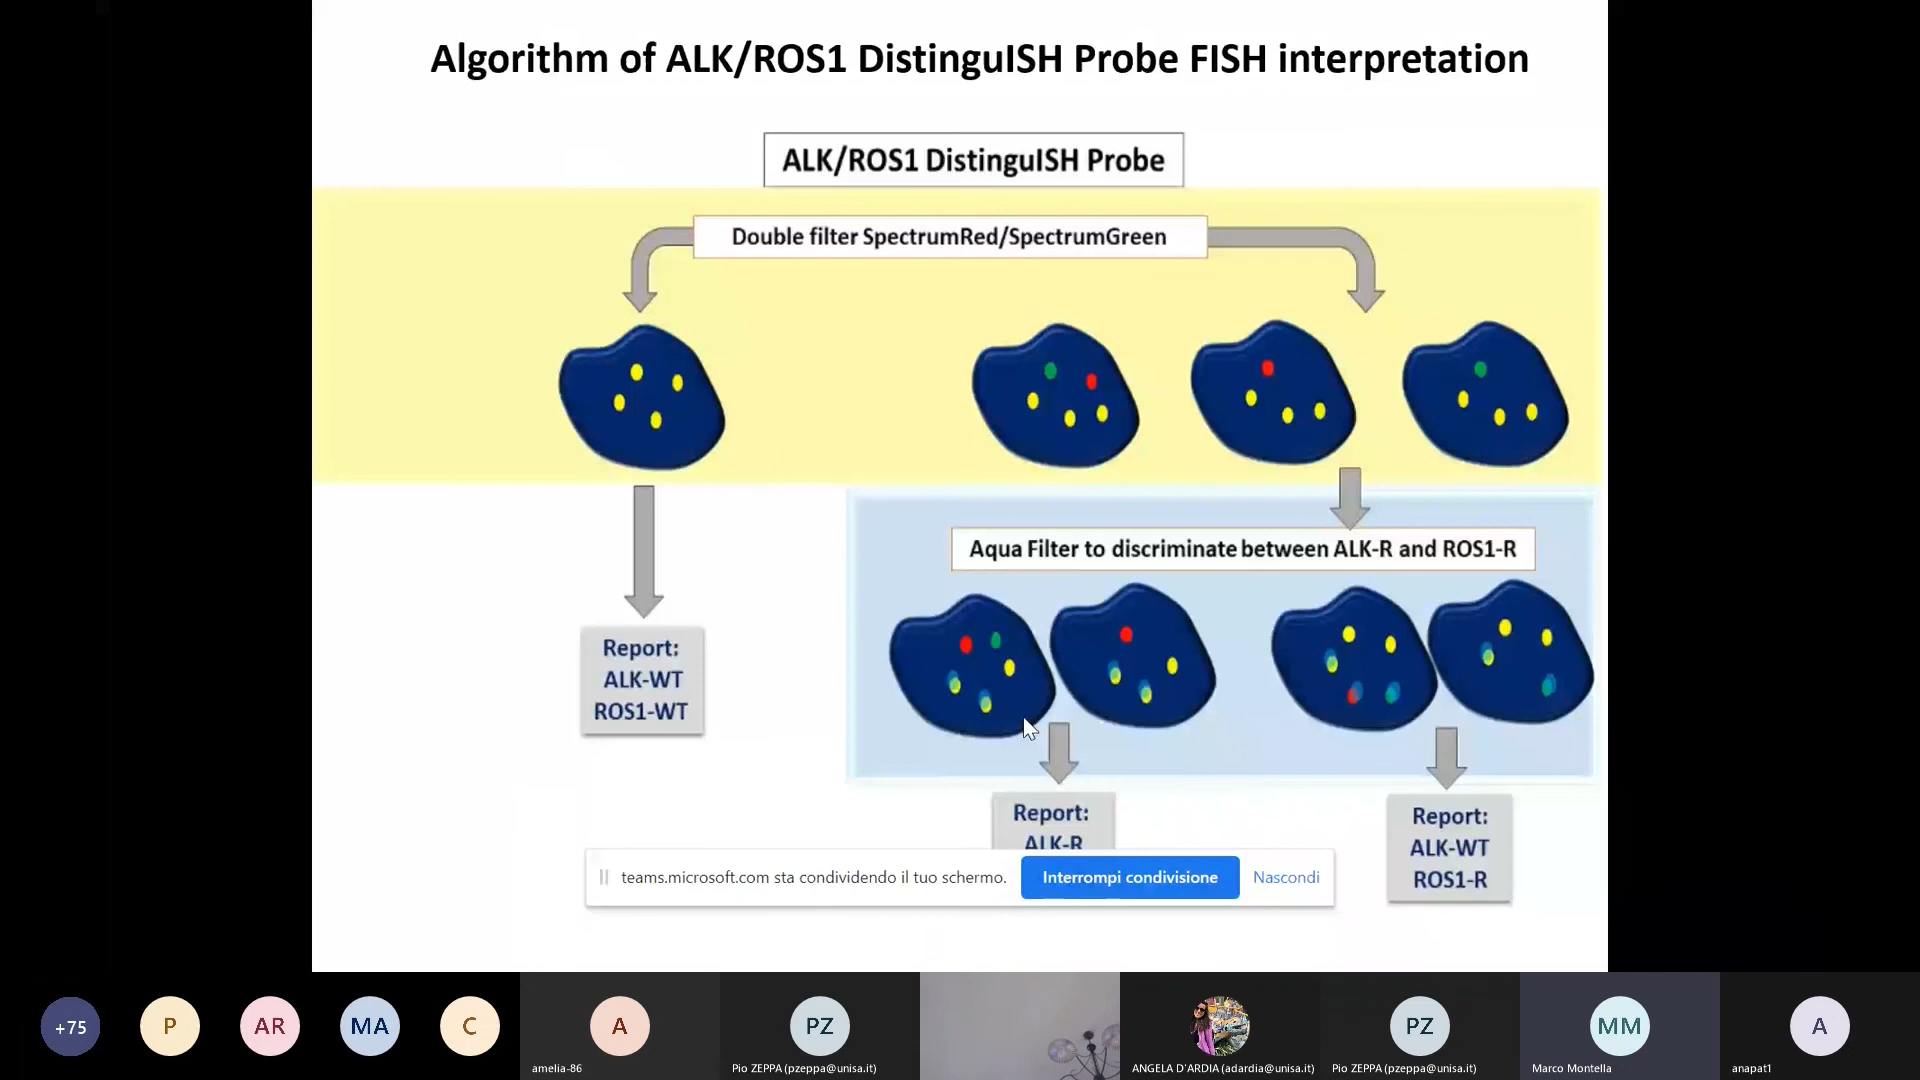 Algorithm of ALK/ROS1 DistinguISH Probe FISH interpretation
ALK/ROS1 DistinguISH Probe
Double filter SpectrumRed/SpectrumGreen
Aqua Filter to discriminate between ALK-R and ROS1-R
Report:
ALK-WT
ROS1-WT
Report:
ALK-R
Report:
ALK-WT
ROS1-R
teams.microsoft.com sta condividendo il tuo schermo.
Interrompi condivisione
Nascondi
+75
P
AR
MA
C
A
PZ
PZ
MM
A
amelia-86
Pio ZEPPA (pzeppa@unisa.it)
ANGELA D'ARDIA (adardia@unisa.it)
Pio ZEPPA (pzeppa@unisa.it)
Marco Montella
anapat1